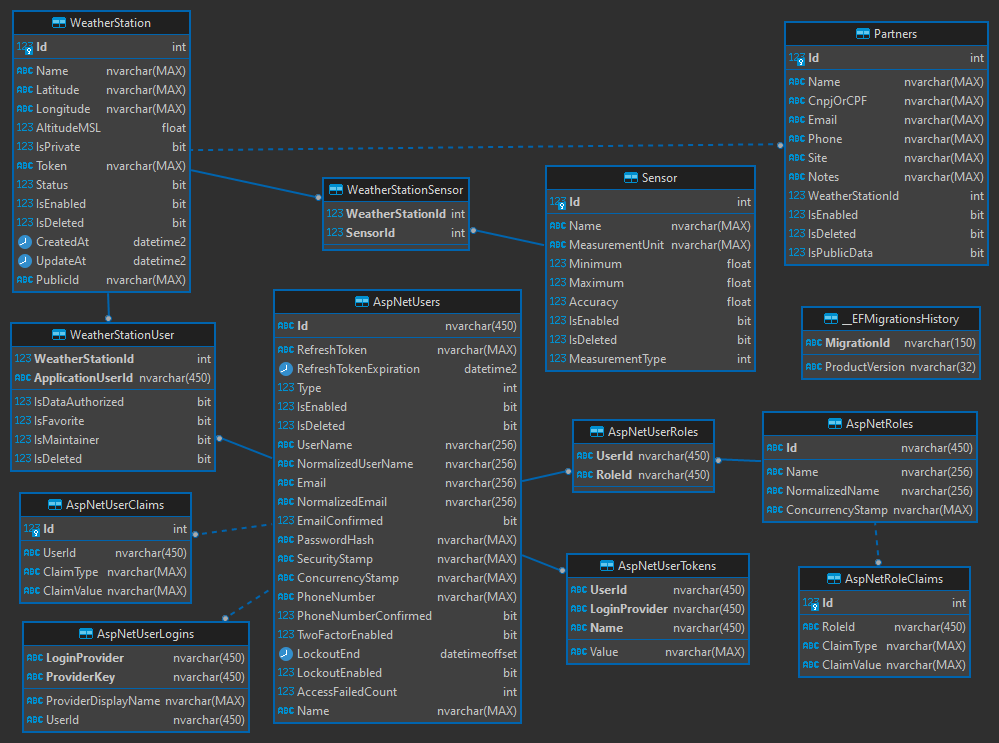 WeatherStation
123 Id int
ABC Name nvarchar(MAX)
ABC Latitude nvarchar(MAX)
ABC Longitude nvarchar(MAX)
123 AltitudeMSL float
123 IsPrivate bit
ABC Token nvarchar(MAX)
123 Status bit
123 IsEnabled bit
123 IsDeleted bit
CreatedAt datetime2
UpdateAt datetime2
ABC PublicId nvarchar(MAX)
Partners
123 Id int
ABC Name nvarchar(MAX)
ABC CnpjOrCPF nvarchar(MAX)
ABC Email nvarchar(MAX)
ABC Phone nvarchar(MAX)
ABC Site nvarchar(MAX)
ABC Notes nvarchar(MAX)
123 WeatherStationId int
123 IsEnabled bit
123 IsDeleted bit
123 IsPublicData bit
WeatherStationSensor
123 WeatherStationId int
123 SensorId int
Sensor
123 Id int
ABC Name nvarchar(MAX)
ABC MeasurementUnit nvarchar(MAX)
123 Minimum float
123 Maximum float
123 Accuracy float
123 IsEnabled bit
123 IsDeleted bit
123 MeasurementType int
__EFMigrationsHistory
ABC MigrationId nvarchar(150)
ABC ProductVersion nvarchar(32)
WeatherStationUser
123 WeatherStationId int
ABC ApplicationUserId nvarchar(450)
123 IsDataAuthorized bit
123 IsFavorite bit
123 IsMaintainer bit
123 IsDeleted bit
AspNetUsers
ABC Id nvarchar(450)
ABC RefreshToken nvarchar(MAX)
RefreshTokenExpiration datetime2
123 Type int
123 IsEnabled bit
123 IsDeleted bit
ABC UserName nvarchar(256)
ABC NormalizedUserName nvarchar(256)
ABC Email nvarchar(256)
ABC NormalizedEmail nvarchar(256)
123 EmailConfirmed bit
ABC PasswordHash nvarchar(MAX)
ABC SecurityStamp nvarchar(MAX)
ABC ConcurrencyStamp nvarchar(MAX)
ABC PhoneNumber nvarchar(MAX)
123 PhoneNumberConfirmed bit
123 TwoFactorEnabled bit
LockoutEnd datetimeoffset
123 LockoutEnabled bit
123 AccessFailedCount int
ABC Name nvarchar(MAX)
AspNetUserRoles
ABC UserId nvarchar(450)
ABC RoleId nvarchar(450)
AspNetRoles
ABC Id nvarchar(450)
ABC Name nvarchar(256)
ABC NormalizedName nvarchar(256)
ABC ConcurrencyStamp nvarchar(MAX)
AspNetUserClaims
123 Id int
ABC UserId nvarchar(450)
ABC ClaimType nvarchar(MAX)
ABC ClaimValue nvarchar(MAX)
AspNetUserTokens
ABC UserId nvarchar(450)
ABC LoginProvider nvarchar(450)
ABC Name nvarchar(450)
ABC Value nvarchar(MAX)
AspNetRoleClaims
123 Id int
ABC RoleId nvarchar(450)
ABC ClaimType nvarchar(MAX)
ABC ClaimValue nvarchar(MAX)
AspNetUserLogins
ABC LoginProvider nvarchar(450)
ABC ProviderKey nvarchar(450)
ABC ProviderDisplayName nvarchar(MAX)
ABC UserId nvarchar(450)